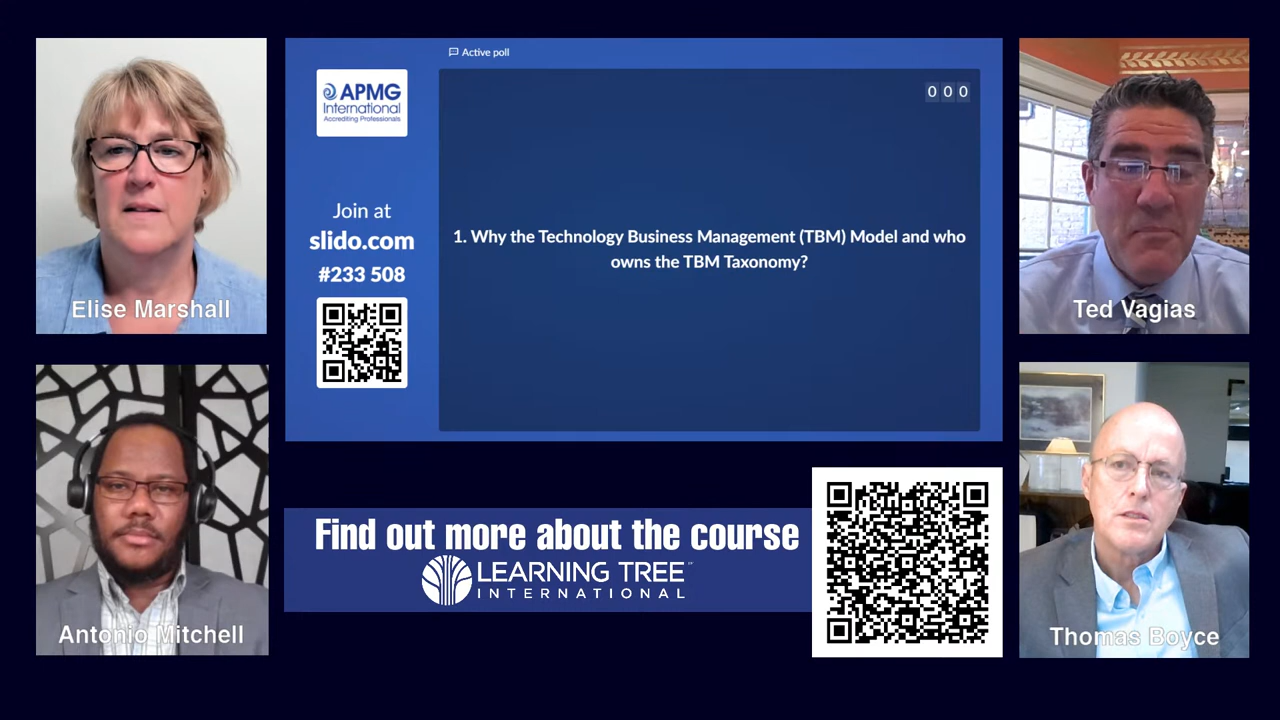 Active poll
APMG
International
Accrediting Professionals
0 0 0
Join at
slido.com
#233 508
1. Why the Technology Business Management (TBM) Model and who
owns the TBM Taxonomy?
Elise Marshall
Ted Vagias
Find out more about the course
LEARNING TREE
INTERNATIONAL
Antonio Mitchell
Thomas Boyce